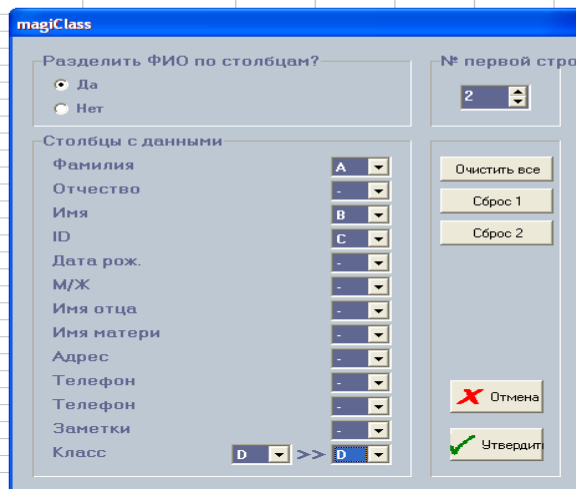 magiClass
Разделить ФИО по столбцам?
Да
Нет
№ первой стро
2
Столбцы с данными
Фамилия A
Отчество -
Имя B
ID C
Дата рож. -
М/Ж -
Имя отца -
Имя матери -
Адрес -
Телефон -
Телефон -
Заметки -
Класс D >> D
Очистить все
Сброс 1
Сброс 2
Отмена
Утвердит